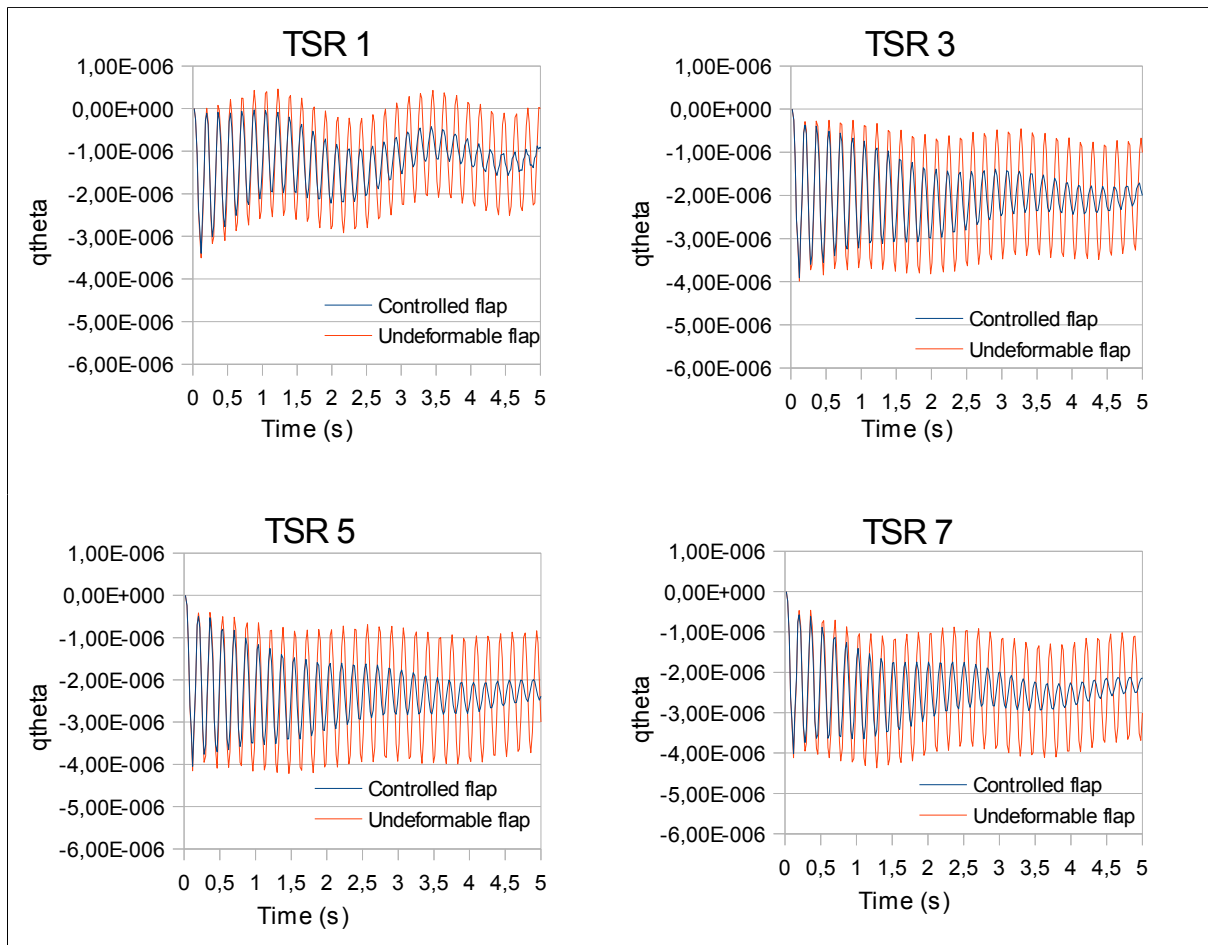 TSR 1
1,00E-006
0,00E+000
-1,00E-006
-2,00E-006
-3,00E-006
-4,00E-006
-5,00E-006
-6,00E-006
qtheta
Controlled flap
Undeformable flap
0 0,5 1 1,5 2 2,5 3 3,5 4 4,5 5
Time (s)
TSR 3
1,00E-006
0,00E+000
-1,00E-006
-2,00E-006
-3,00E-006
-4,00E-006
-5,00E-006
-6,00E-006
qtheta
Controlled flap
Undeformable flap
0 0,5 1 1,5 2 2,5 3 3,5 4 4,5 5
Time (s)
TSR 5
1,00E-006
0,00E+000
-1,00E-006
-2,00E-006
-3,00E-006
-4,00E-006
-5,00E-006
-6,00E-006
qtheta
Controlled flap
Undeformable flap
0 0,5 1 1,5 2 2,5 3 3,5 4 4,5 5
Time (s)
TSR 7
1,00E-006
0,00E+000
-1,00E-006
-2,00E-006
-3,00E-006
-4,00E-006
-5,00E-006
-6,00E-006
qtheta
Controlled flap
Undeformable flap
0 0,5 1 1,5 2 2,5 3 3,5 4 4,5 5
Time (s)